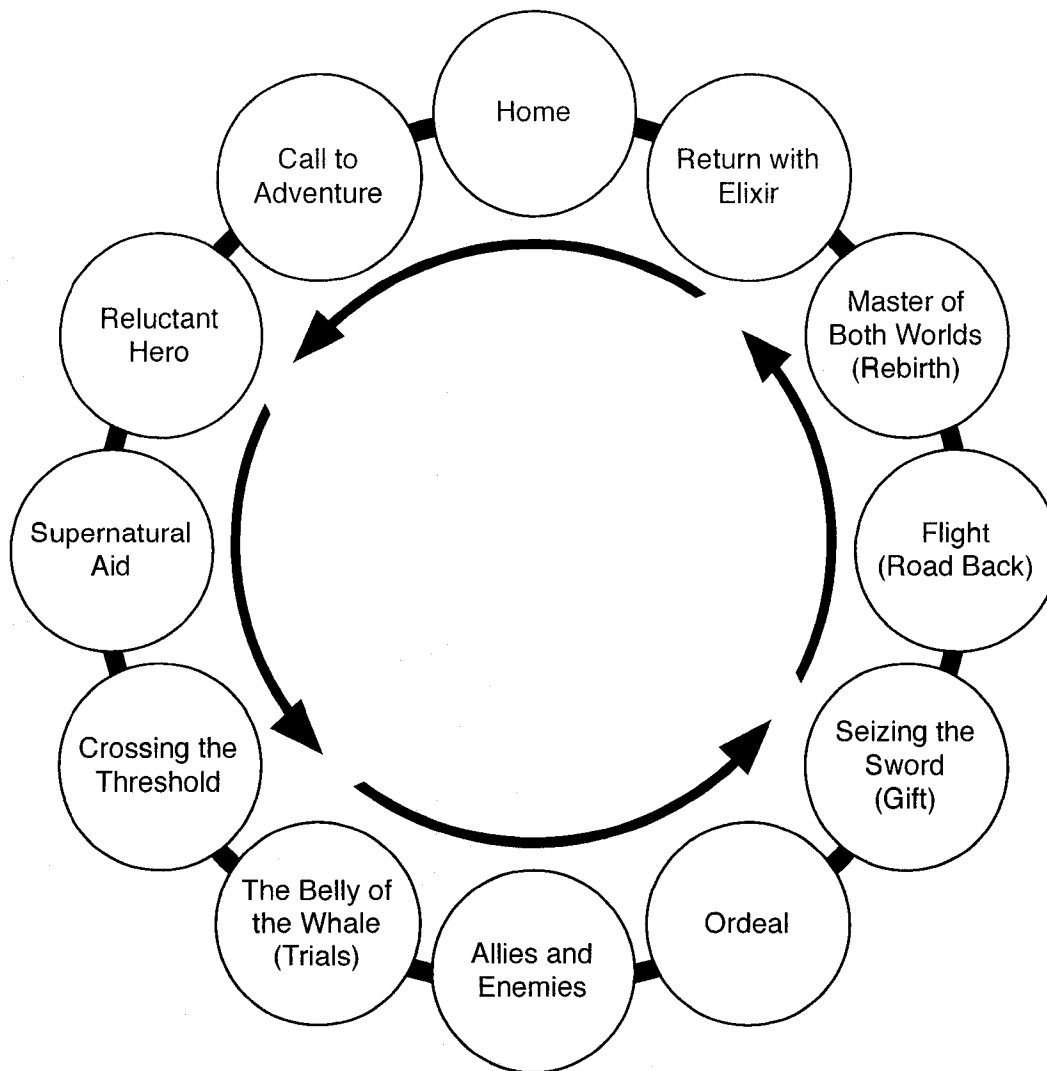 Home
Call to
Adventure
Reluctant
Hero
Supernatural
Aid
Crossing the
Threshold
The Belly of
the Whale
(Trials)
Allies and
Enemies
Ordeal
Seizing the
Sword
(Gift)
Flight
(Road Back)
Master of
Both Worlds
(Rebirth)
Return with
Elixir